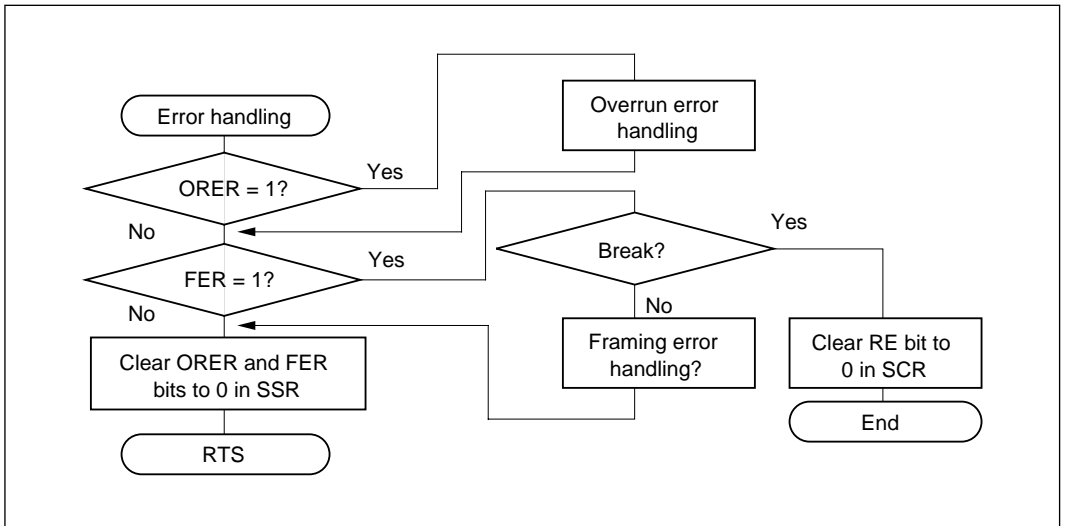 Error handling
ORER = 1?
Yes
No
Overrun error
handling
FER = 1?
Yes
No
Break?
Yes
No
Framing error
handling?
Clear RE bit to
0 in SCR
End
Clear ORER and FER
bits to 0 in SSR
RTS